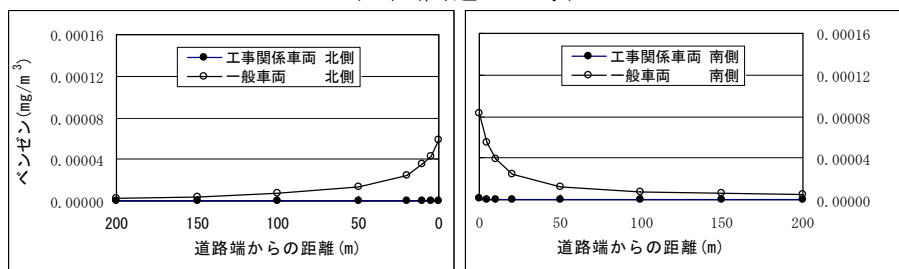 ベンゼン(mg/m³)
0.00016
0.00012
0.00008
0.00004
0.00000
工事関係車両 北側
一般車両 北側
200 150 100 50 0
道路端からの距離(m)
工事関係車両 南側
一般車両 南側
0.00016
0.00012
0.00008
0.00004
0.00000
0 50 100 150 200
道路端からの距離(m)